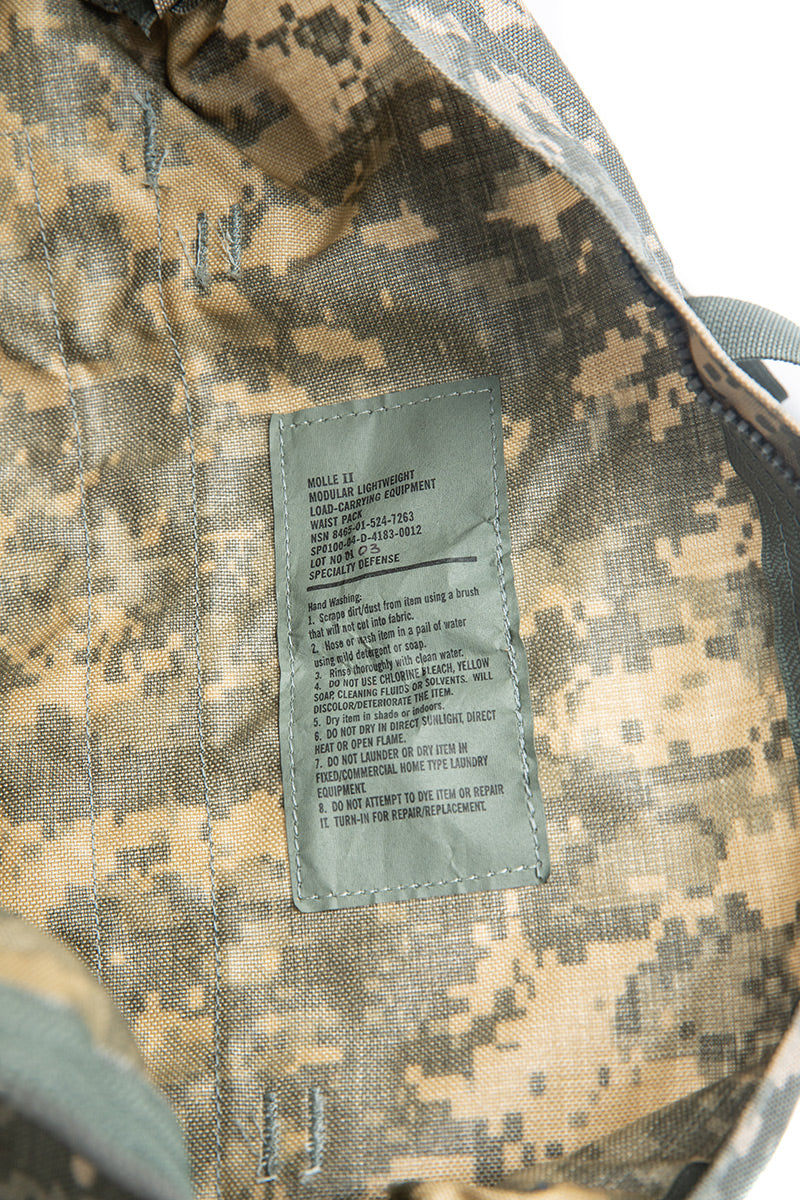 MOLLE II
MODULAR LIGHTWEIGHT
LOAD-CARRYING EQUIPMENT
WAIST PACK
NSN 8465-01-524-7263
SP0100-04-D-4183-0012
LOT NO 0103
SPECIALTY DEFENSE
Hand Washing:
1. Scrape dirt/dust from item using a brush
that will not cut into fabric.
2. Hose or wash item in a pail of water
using mild detergent or soap.
3. Rinse thoroughly with clean water.
4. DO NOT USE CHLORINE BLEACH, YELLOW
SOAP, CLEANING FLUIDS OR SOLVENTS. WILL
DISCOLOR/DETERIORATE THE ITEM.
5. Dry item in shade or indoors.
6. DO NOT DRY IN DIRECT SUNLIGHT, DIRECT
HEAT OR OPEN FLAME.
7. DO NOT LAUNDER OR DRY ITEM IN
FIXED/COMMERCIAL HOME TYPE LAUNDRY
EQUIPMENT.
8. DO NOT ATTEMPT TO DYE ITEM OR REPAIR
IT. TURN-IN FOR REPAIR/REPLACEMENT.